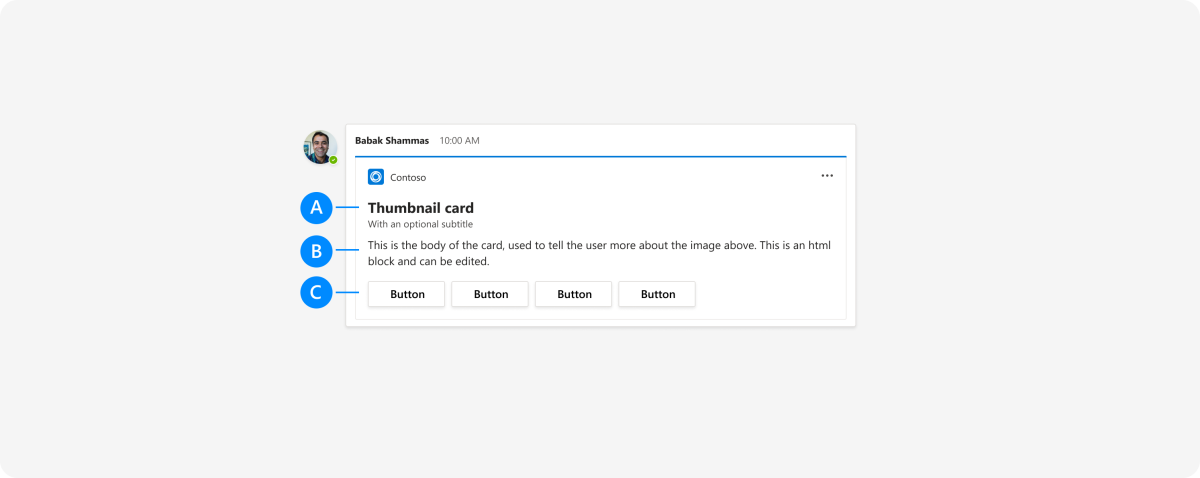 Babak Shammas 10:00 AM
Contoso
A
Thumbnail card
With an optional subtitle
B
This is the body of the card, used to tell the user more about the image above. This is an html
block and can be edited.
C
Button Button Button Button